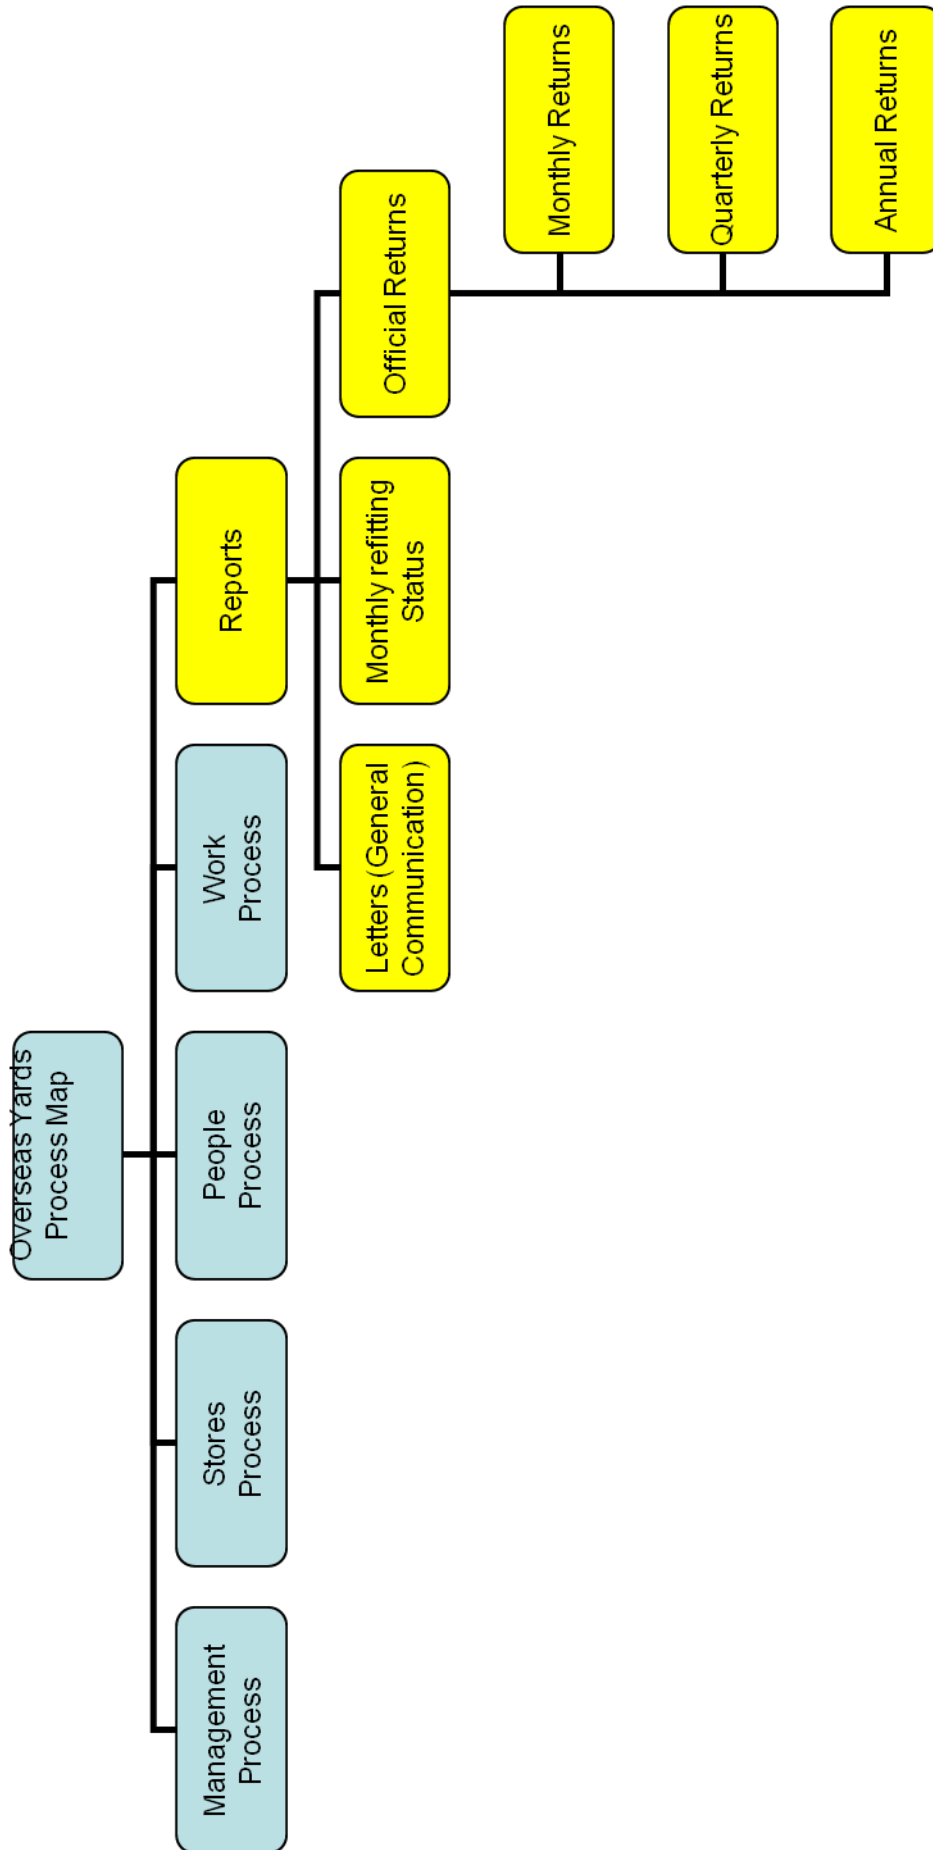 Overseas Yards
Process Map
Management
Process
Stores
Process
People
Process
Work
Process
Reports
Letters (General
Communication)
Monthly refitting
Status
Official Returns
Monthly Returns
Quarterly Returns
Annual Returns